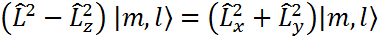 (L̂² − L̂_z²) |m, l⟩ = (L̂_x² + L̂_y²)|m, l⟩